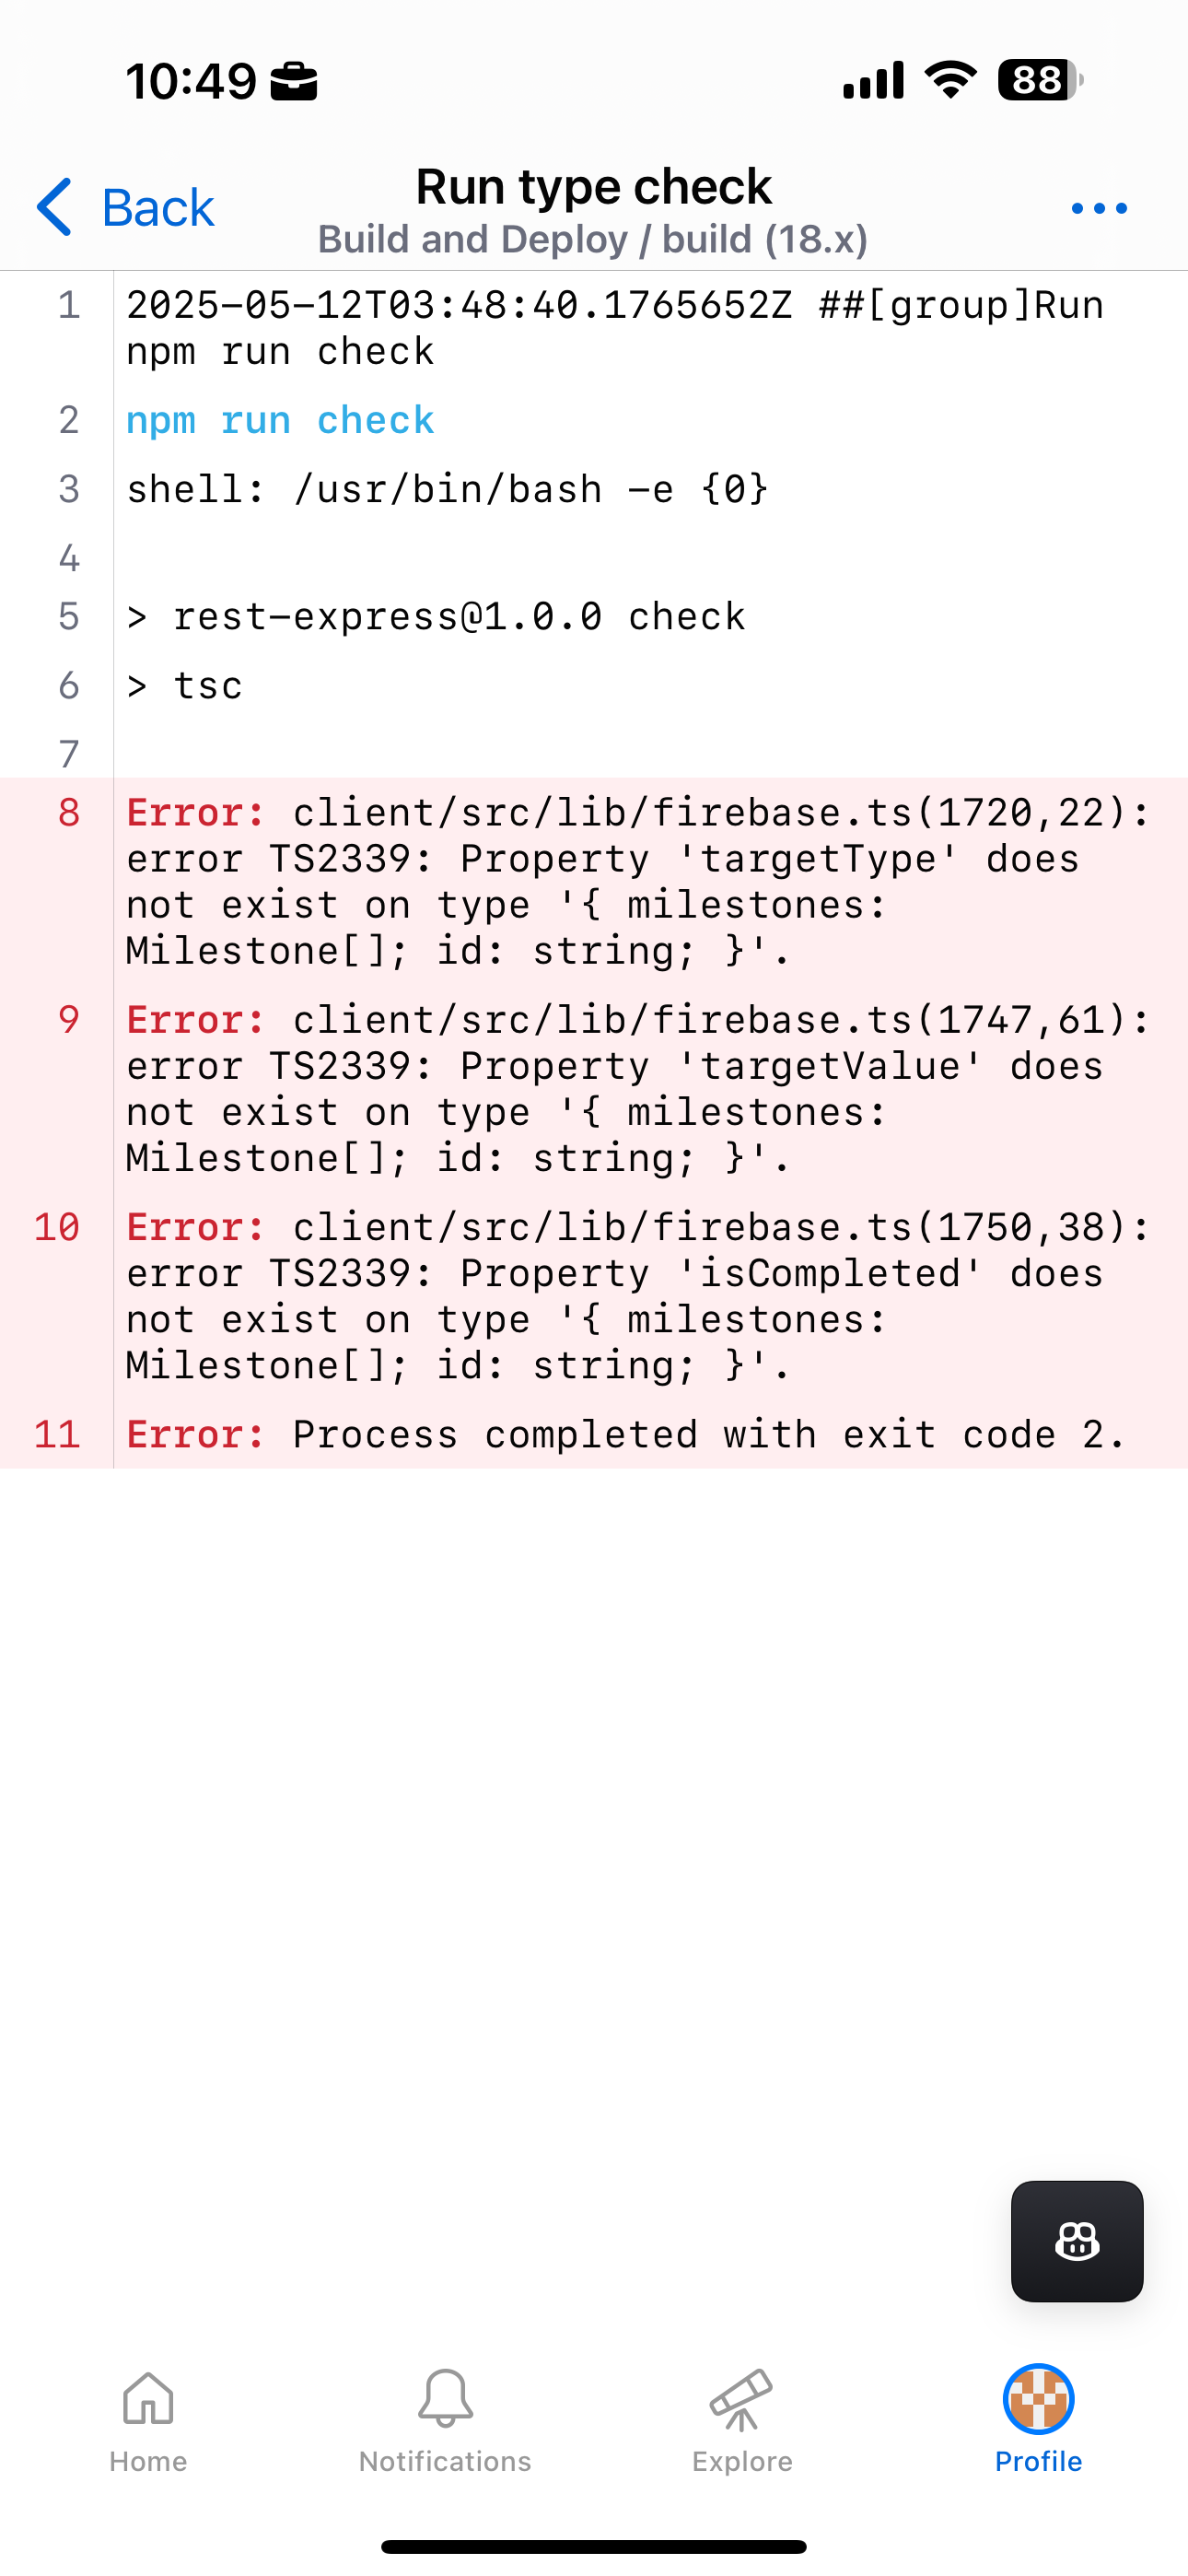 10:49
88
Back
Run type check
Build and Deploy / build (18.x)
1 2025-05-12T03:48:40.1765652Z ##[group]Run
npm run check
2 npm run check
3 shell: /usr/bin/bash -e {0}
4
5 > rest-express@1.0.0 check
6 > tsc
7
8 Error: client/src/lib/firebase.ts(1720,22):
error TS2339: Property 'targetType' does
not exist on type '{ milestones:
Milestone[]; id: string; }'.
9 Error: client/src/lib/firebase.ts(1747,61):
error TS2339: Property 'targetValue' does
not exist on type '{ milestones:
Milestone[]; id: string; }'.
10 Error: client/src/lib/firebase.ts(1750,38):
error TS2339: Property 'isCompleted' does
not exist on type '{ milestones:
Milestone[]; id: string; }'.
11 Error: Process completed with exit code 2.
Home
Notifications
Explore
Profile